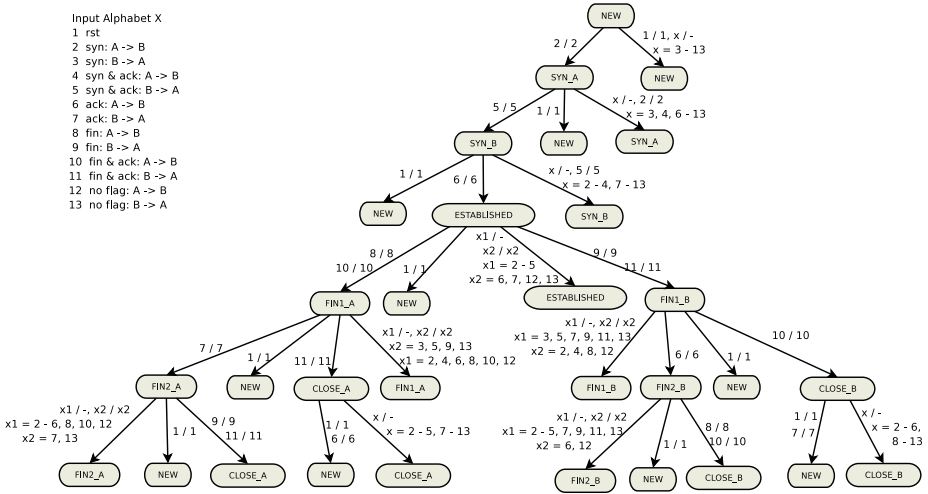 Input Alphabet X
1 rst
2 syn: A -> B
3 syn: B -> A
4 syn & ack: A -> B
5 syn & ack: B -> A
6 ack: A -> B
7 ack: B -> A
8 fin: A -> B
9 fin: B -> A
10 fin & ack: A -> B
11 fin & ack: B -> A
12 no flag: A -> B
13 no flag: B -> A
NEW
2 / 2
1 / 1, x / -
x = 3 - 13
SYN_A
NEW
5 / 5
1 / 1
x / -, 2 / 2
x = 3, 4, 6 - 13
SYN_B
NEW
SYN_A
1 / 1
6 / 6
x / -, 5 / 5
x = 2 - 4, 7 - 13
NEW
ESTABLISHED
SYN_B
8 / 8
10 / 10
1 / 1
x1 / -
x2 / x2
x1 = 2 - 5
x2 = 6, 7, 12, 13
9 / 9
11 / 11
FIN1_A
NEW
ESTABLISHED
FIN1_B
7 / 7
1 / 1
11 / 11
x1 / -, x2 / x2
x2 = 3, 5, 9, 13
x1 = 2, 4, 6, 8, 10, 12
x1 / -, x2 / x2
x1 = 3, 5, 7, 9, 11, 13
x2 = 2, 4, 8, 12
6 / 6
1 / 1
10 / 10
FIN2_A
NEW
CLOSE_A
FIN1_A
FIN1_B
FIN2_B
NEW
CLOSE_B
x1 / -, x2 / x2
x1 = 2 - 6, 8, 10, 12
x2 = 7, 13
1 / 1
9 / 9
11 / 11
1 / 1
6 / 6
x / -
x = 2 - 5, 7 - 13
x1 / -, x2 / x2
x1 = 2 - 5, 7, 9, 11, 13
x2 = 6, 12
1 / 1
8 / 8
10 / 10
1 / 1
7 / 7
x / -
x = 2 - 6,
8 - 13
FIN2_A
NEW
CLOSE_A
NEW
CLOSE_A
FIN2_B
NEW
CLOSE_B
NEW
CLOSE_B